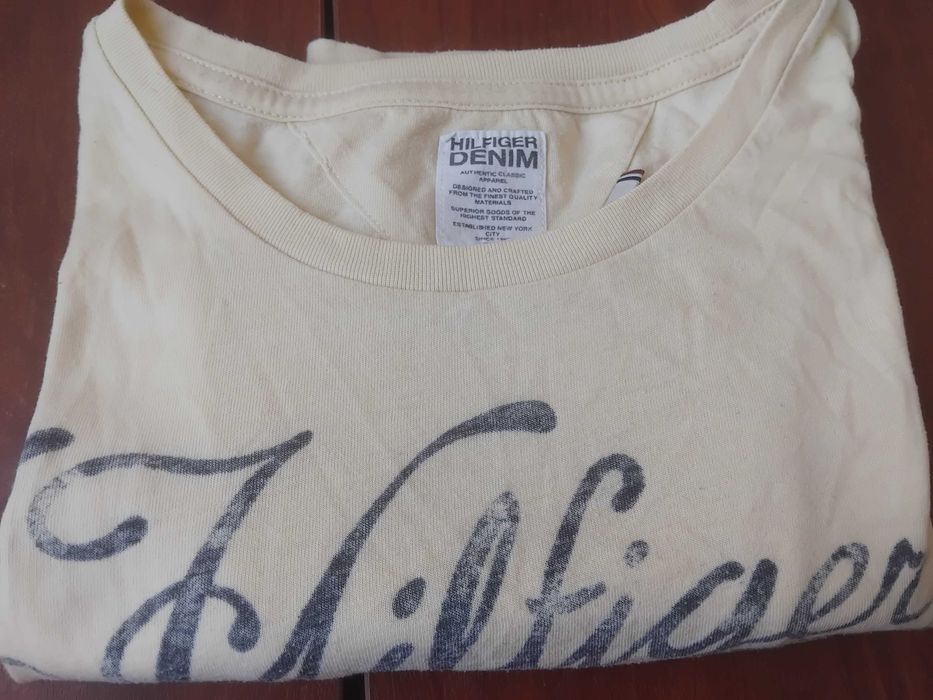 HILFIGER
DENIM
AUTHENTIC CLASSIC
APPAREL
DESIGNED AND CRAFTED
FROM THE FINEST QUALITY
MATERIALS
SUPERIOR GOODS OF THE
HIGHEST STANDARD
ESTABLISHED NEW YORK
CITY
SINCE
Hilfiger